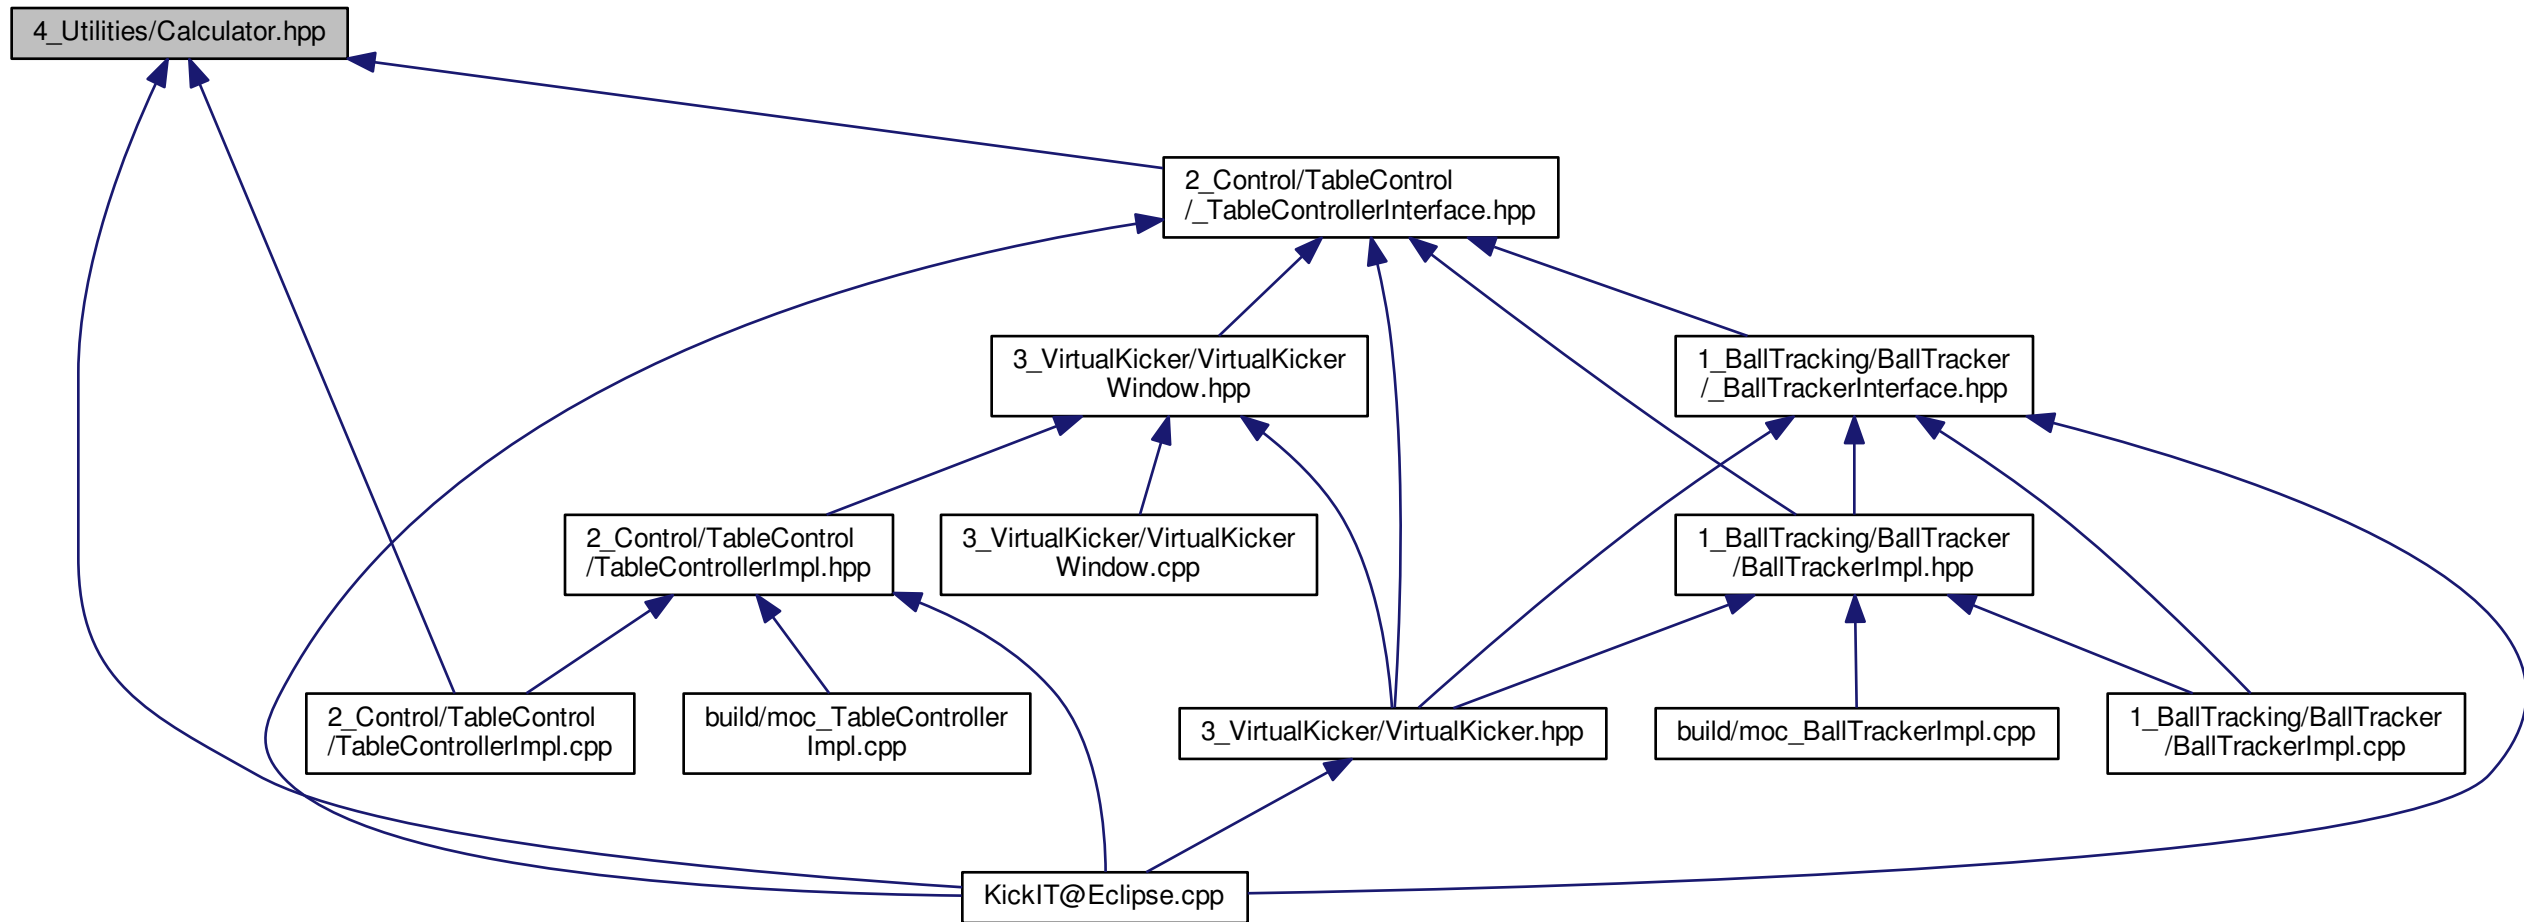 4_Utilities/Calculator.hpp
2_Control/TableControl
/_TableControllerInterface.hpp
3_VirtualKicker/VirtualKicker
Window.hpp
1_BallTracking/BallTracker
/_BallTrackerInterface.hpp
2_Control/TableControl
/TableControllerImpl.hpp
3_VirtualKicker/VirtualKicker
Window.cpp
1_BallTracking/BallTracker
/BallTrackerImpl.hpp
2_Control/TableControl
/TableControllerImpl.cpp
build/moc_TableController
Impl.cpp
3_VirtualKicker/VirtualKicker.hpp
build/moc_BallTrackerImpl.cpp
1_BallTracking/BallTracker
/BallTrackerImpl.cpp
KickIT@Eclipse.cpp